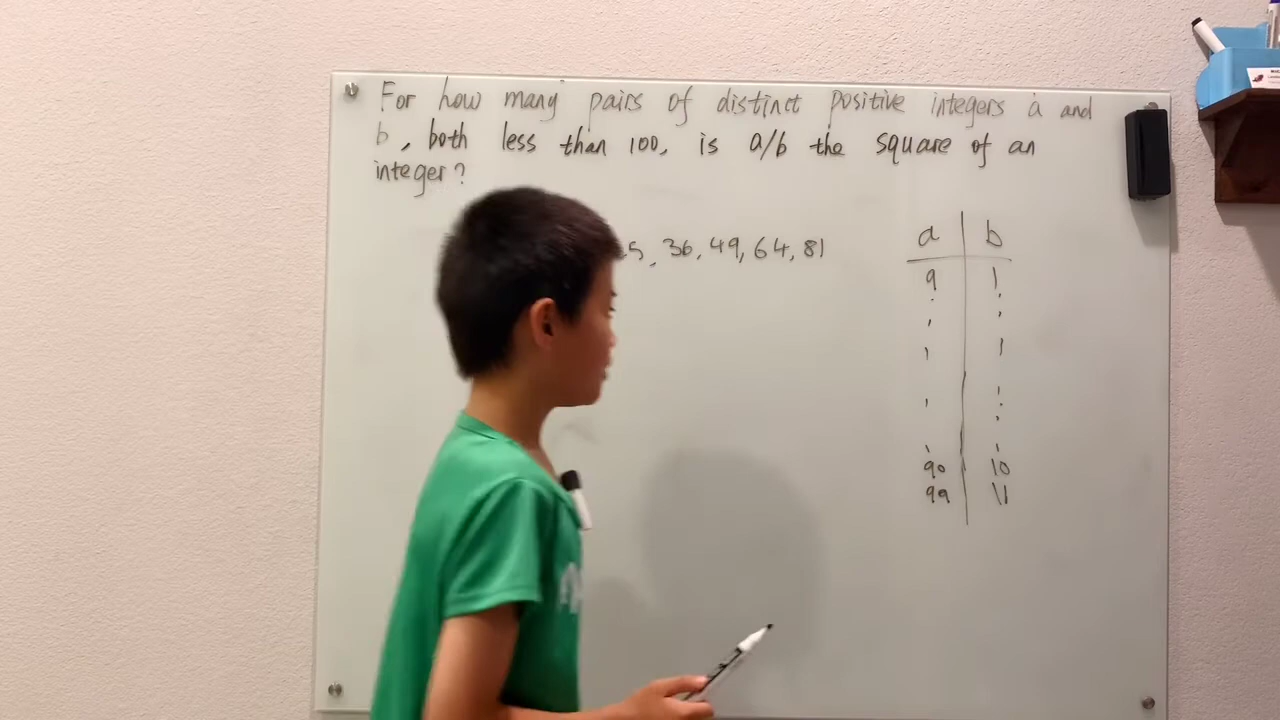 For how many pairs of distinct positive integers a and
b, both less than 100, is a/b the square of an
integer?
5, 36, 49, 64, 81
a b
9 1
90 10
99 11